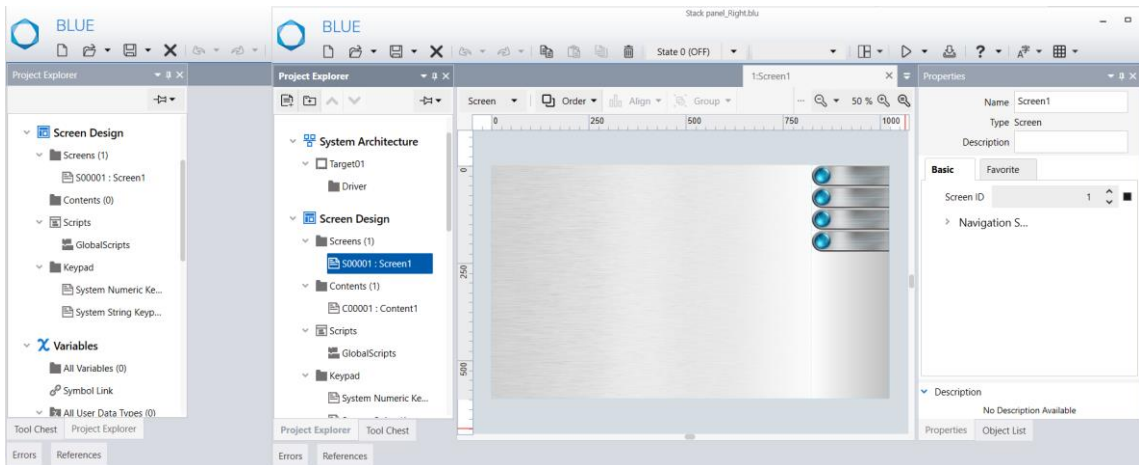 BLUE
Project Explorer
Screen Design
Screens (1)
S00001 : Screen1
Contents (0)
Scripts
GlobalScripts
Keypad
System Numeric Ke...
System String Keyp...
Variables
All Variables (0)
Symbol Link
All User Data Types (0)
Tool Chest Project Explorer
Errors References
Stack panel_Right.blu
BLUE
State 0 (OFF)
Project Explorer
System Architecture
Target01
Driver
Screen Design
Screens (1)
S00001 : Screen1
Contents (1)
C00001 : Content1
Scripts
GlobalScripts
Keypad
System Numeric Ke...
Project Explorer Tool Chest
Errors References
1:Screen1
Screen Order Align Group 50 %
0 250 500 750 1000
0
250
500
Properties
Name Screen1
Type Screen
Description
Basic Favorite
Screen ID 1
Navigation S...
Description
No Description Available
Properties Object List